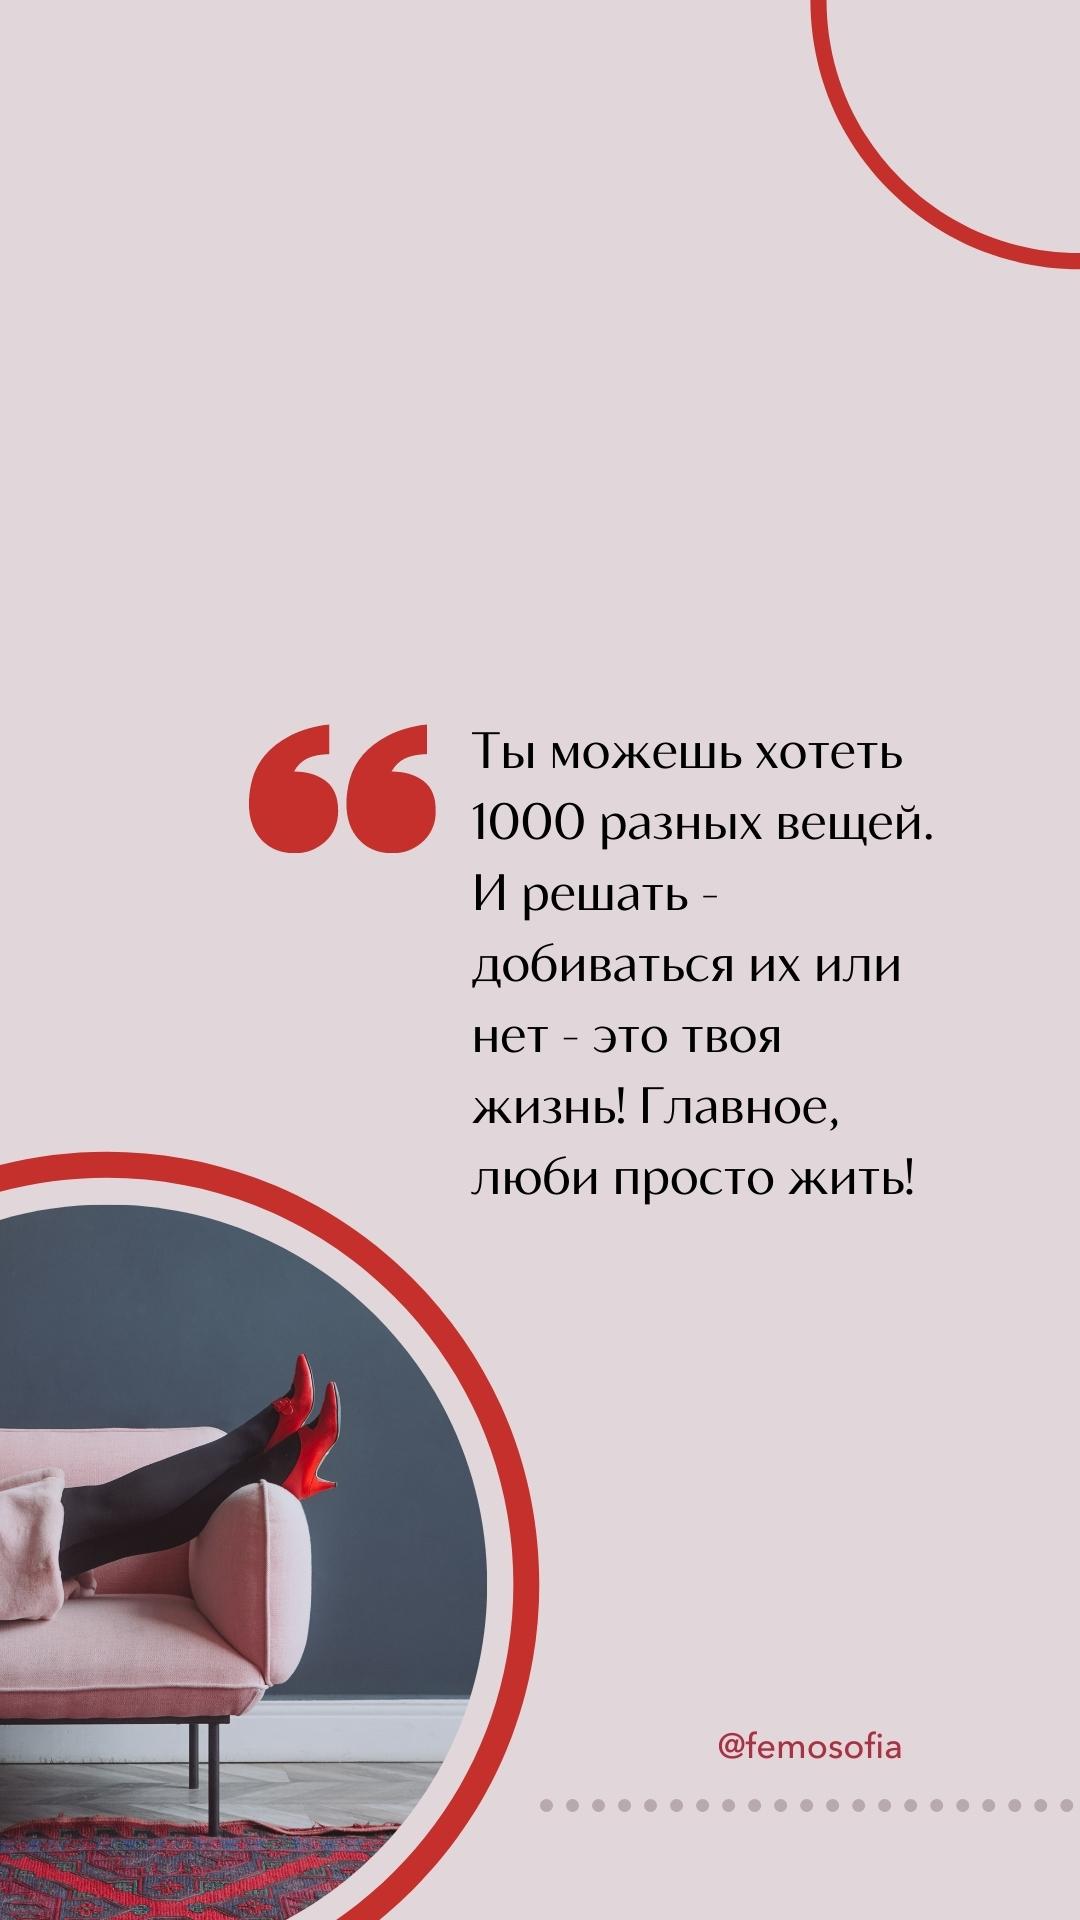 “
Ты можешь хотеть
1000 разных вещей.
И решать -
добиваться их или
нет - это твоя
жизнь! Главное,
люби просто жить!
@femosofia